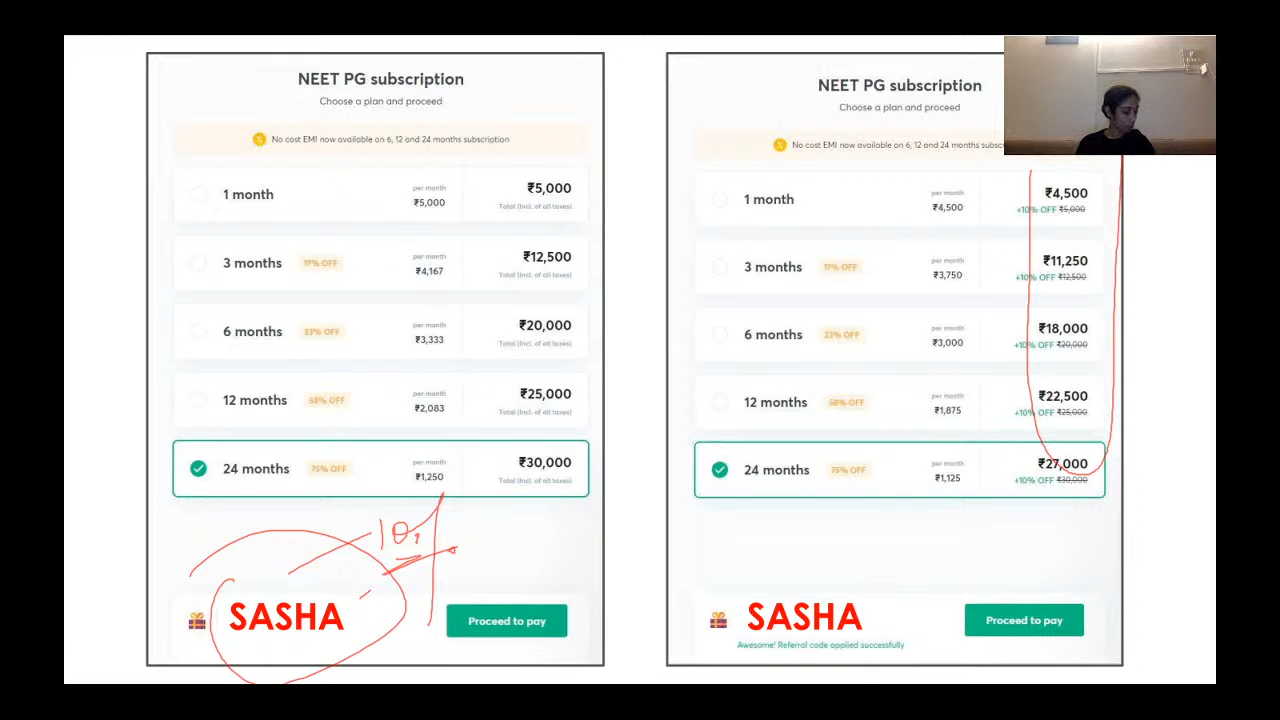 NEET PG subscription
Choose a plan and proceed
No cost EMI now available on 6, 12 and 24 months subscription
1 month
per month
₹5,000
₹5,000
Total (Incl. of all taxes)
3 months
17% OFF
per month
₹4,167
₹12,500
Total (Incl. of all taxes)
6 months
33% OFF
per month
₹3,333
₹20,000
Total (Incl. of all taxes)
12 months
58% OFF
per month
₹2,083
₹25,000
Total (Incl. of all taxes)
24 months
75% OFF
per month
₹1,250
₹30,000
Total (Incl. of all taxes)
SASHA
Proceed to pay
NEET PG subscription
Choose a plan and proceed
No cost EMI now available on 6, 12 and 24 months
1 month
per month
₹4,500
₹4,500
+10% OFF ₹5,000
3 months
17% OFF
per month
₹3,750
₹11,250
+10% OFF ₹12,500
6 months
33% OFF
per month
₹3,000
₹18,000
+10% OFF ₹20,000
12 months
58% OFF
per month
₹1,875
₹22,500
+10% OFF ₹25,000
24 months
75% OFF
per month
₹1,125
₹27,000
+10% OFF ₹30,000
SASHA
Proceed to pay
Awesome! Referral code applied successfully